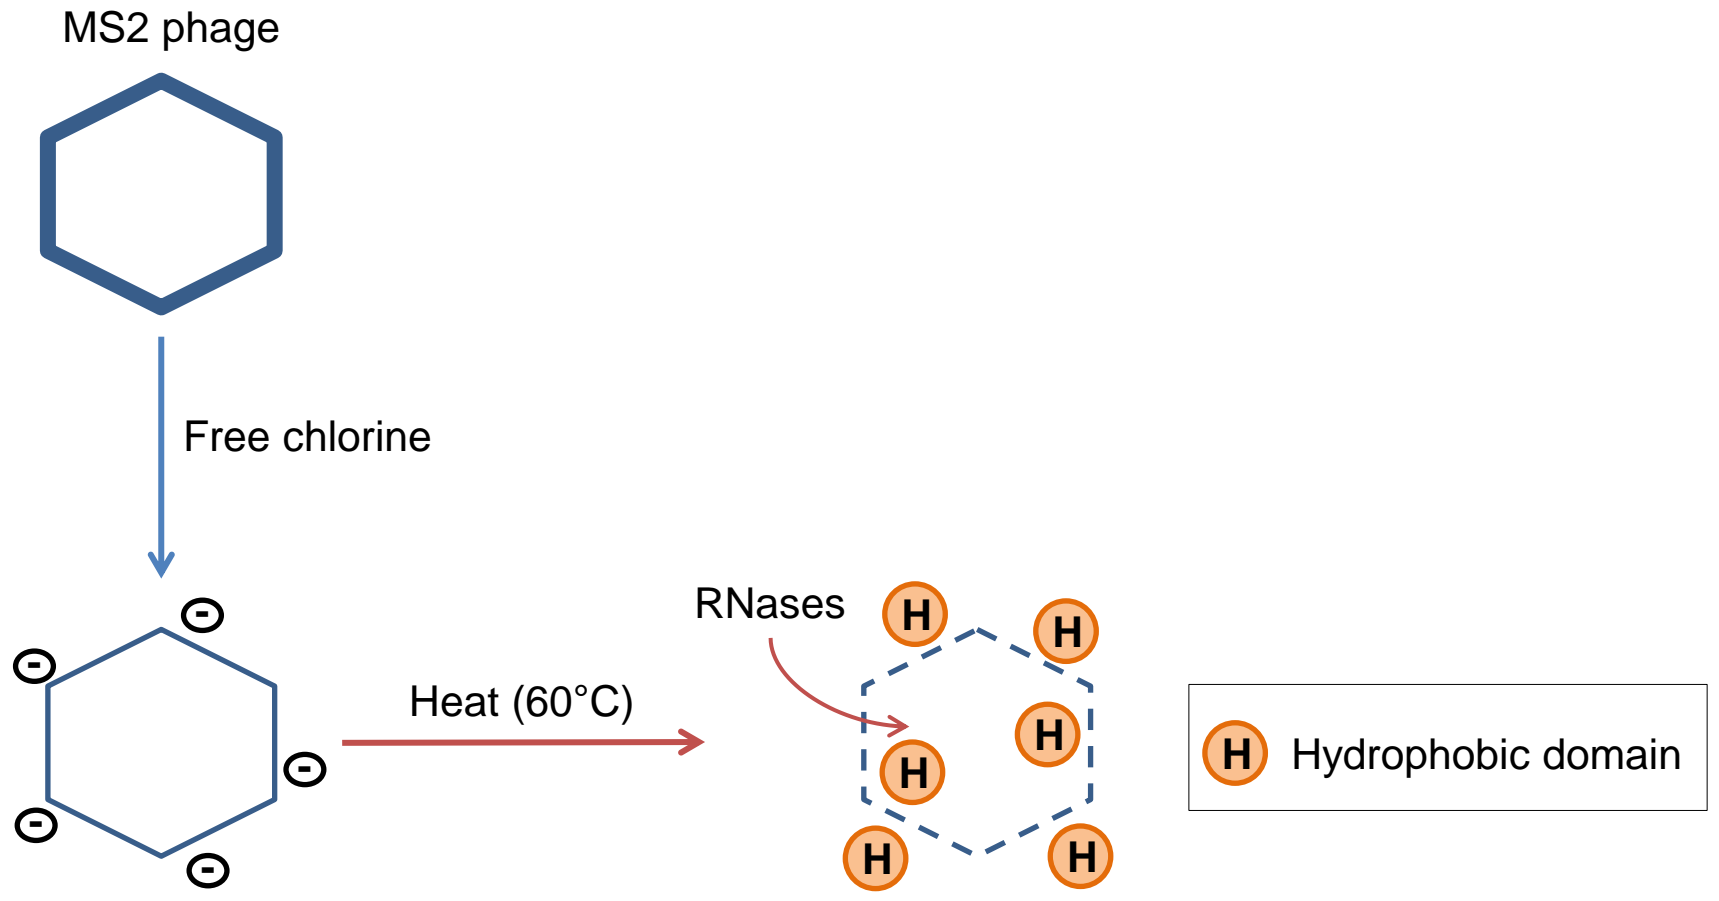 MS2 phage
Free chlorine
-
-
-
-
-
Heat (60°C)
RNases
H
H
H
H
H
H
H Hydrophobic domain